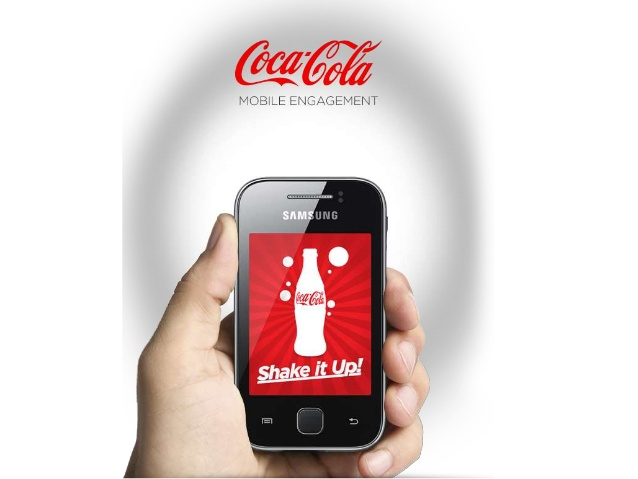 Coca-Cola
MOBILE ENGAGEMENT
SAMSUNG
Coca-Cola
Shake it Up!